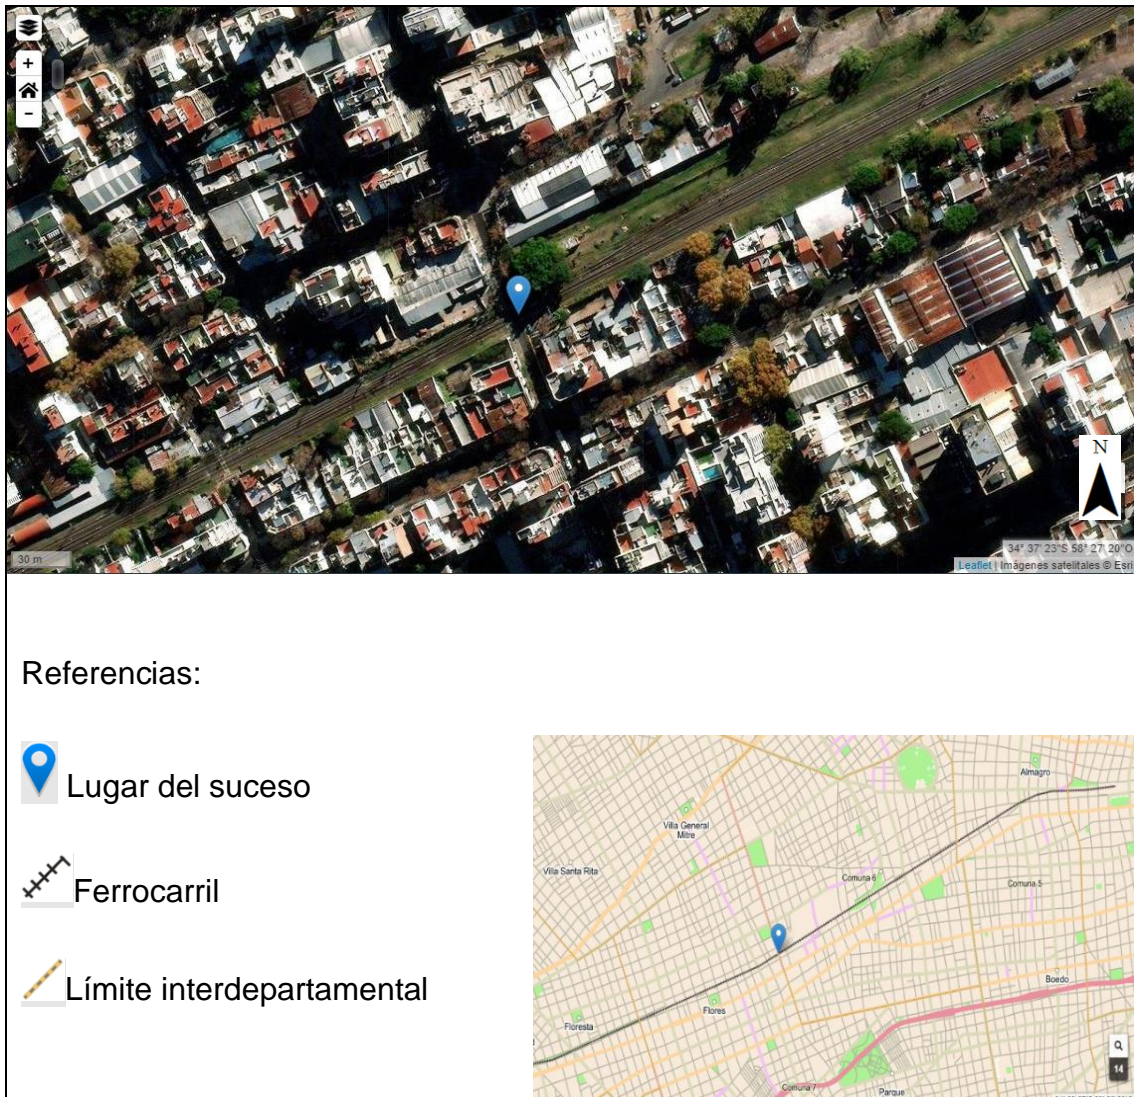 +
-
N
30 m
34° 37' 23"S 58° 27' 20"O
Leaflet | Imágenes satelitales © Esri
Referencias:
Lugar del suceso
Ferrocarril
Límite interdepartamental
Almagro
Villa General
Mitre
Villa Santa Rita
Comuna 6
Comuna 5
Boedo
Flores
Floresta
14
Comuna 7
Parque